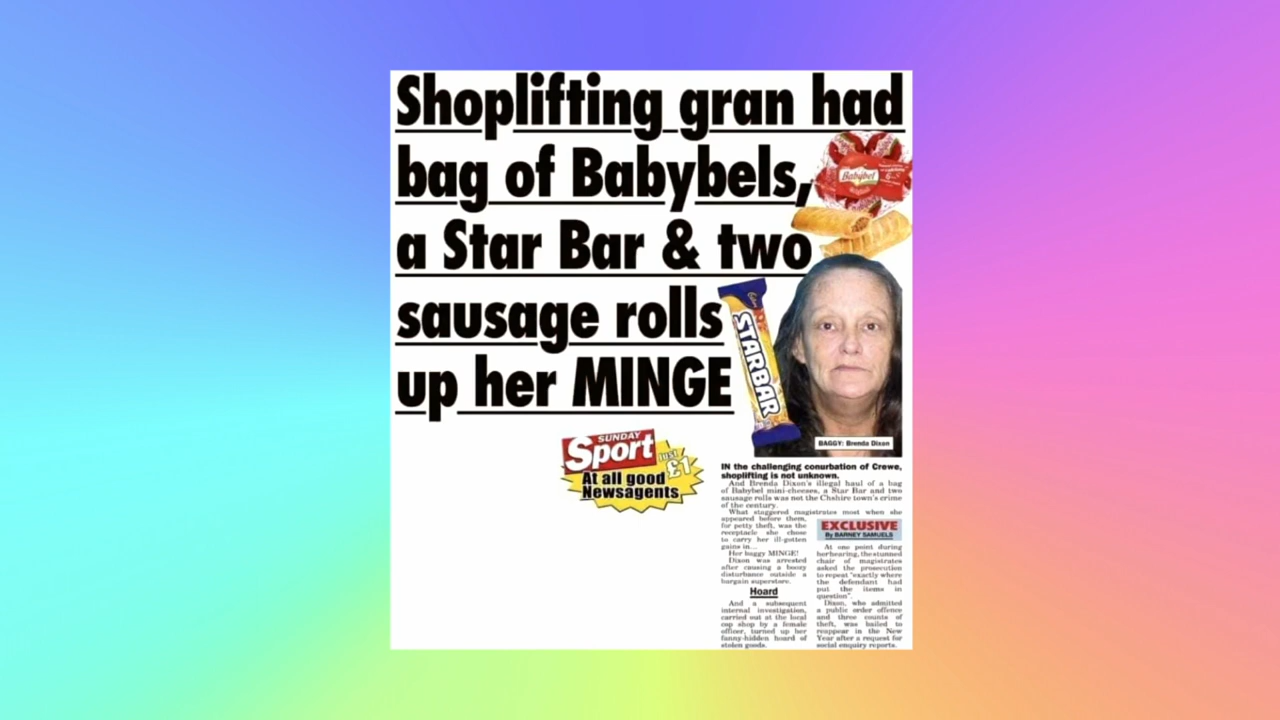 Shoplifting gran had
bag of Babybels,
a Star Bar & two
sausage rolls
up her MINGE
Babybel
Cadbury
STARBAR
BAGGY: Brenda Dixon
SUNDAY
Sport
JUST
£1
At all good
Newsagents
IN the challenging conurbation of Crewe,
shoplifting is not unknown.
And Brenda Dixon's illegal haul of a bag
of Babybel mini-cheeses, a Star Bar and two
sausage rolls was not the Chshire town's crime
of the century.
What staggered magistrates most when she
appeared before them,
for petty theft, was the
receptacle she chose
to carry her ill-gotten
gains in...
Her baggy MINGE!
Dixon was arrested
after causing a boozy
disturbance outside a
bargain superstore.
Hoard
And a subsequent
internal investigation,
carried out at the local
cop shop by a female
officer, turned up her
fanny-hidden hoard of
stolen goods.
EXCLUSIVE
By BARNEY SAMUELS
At one point during
her hearing, the stunned
chair of magistrates
asked the prosecution
to repeat "exactly where
the defendant had
put the items in
question".
Dixon, who admitted
a public order offence
and three counts of
theft, was bailed to
reappear in the New
Year after a request for
social enquiry reports.